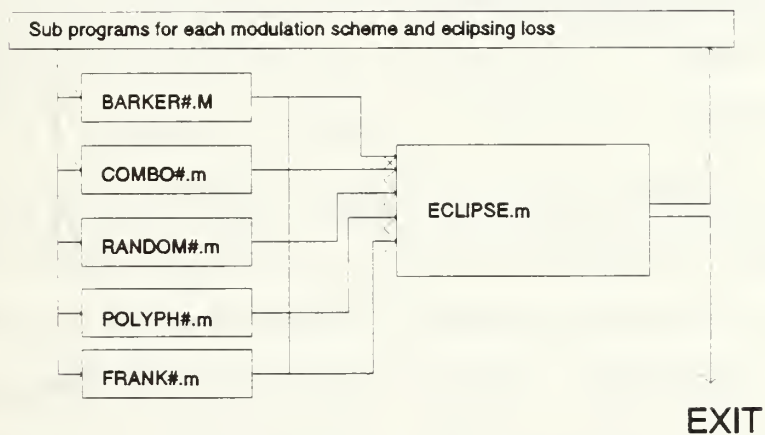 Sub programs for each modulation scheme and eclipsing loss
BARKER#.M
COMBO#.m
RANDOM#.m
POLYPH#.m
FRANK#.m
ECLIPSE.m
EXIT